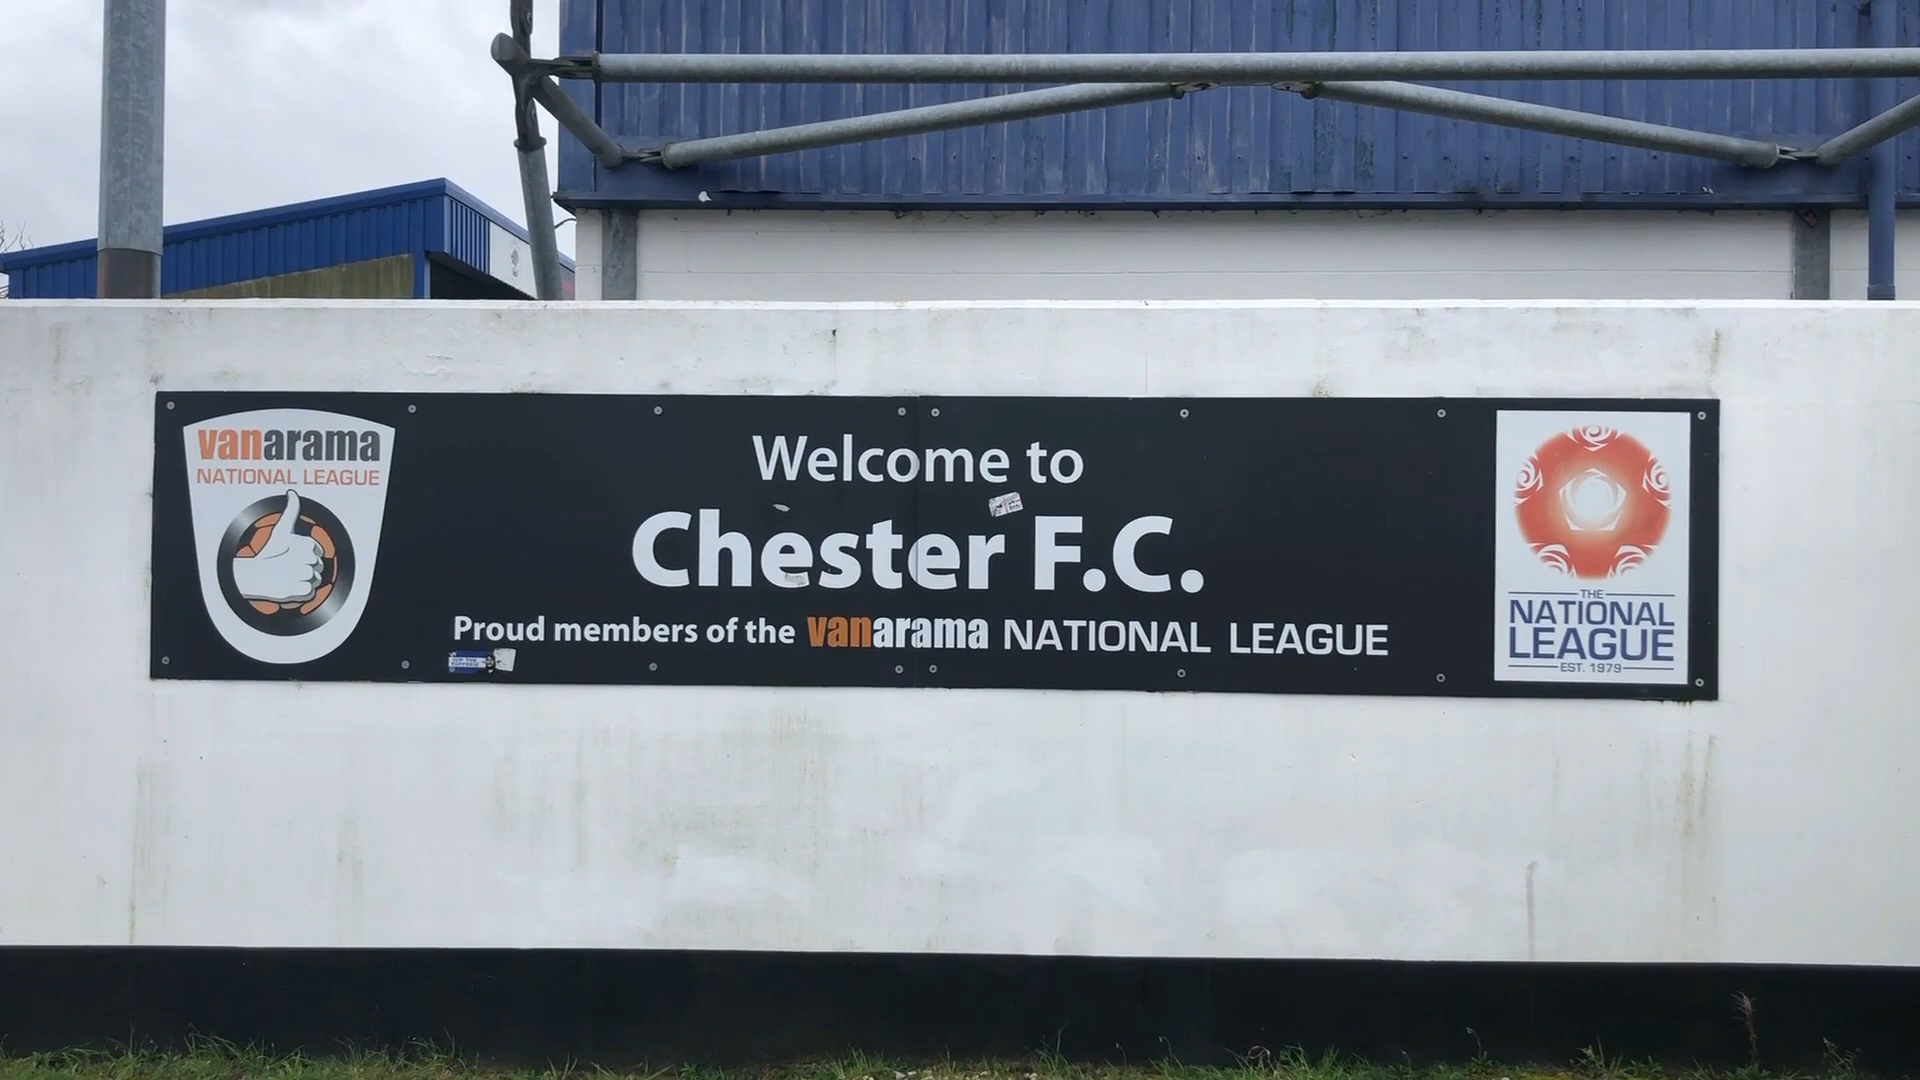 vanarama
NATIONAL LEAGUE
Welcome to
Chester F.C.
Proud members of the vanarama NATIONAL LEAGUE
THE
NATIONAL
LEAGUE
EST. 1979